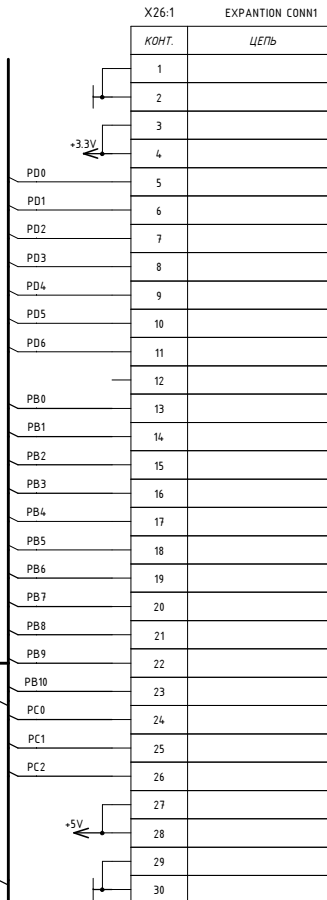 X26:1 EXPANTION CONN1
КОНТ. ЦЕПЬ
1
2
3
+3.3V 4
PD0 5
PD1 6
PD2 7
PD3 8
PD4 9
PD5 10
PD6 11
12
PB0 13
PB1 14
PB2 15
PB3 16
PB4 17
PB5 18
PB6 19
PB7 20
PB8 21
PB9 22
PB10 23
PC0 24
PC1 25
PC2 26
27
+5V 28
29
30